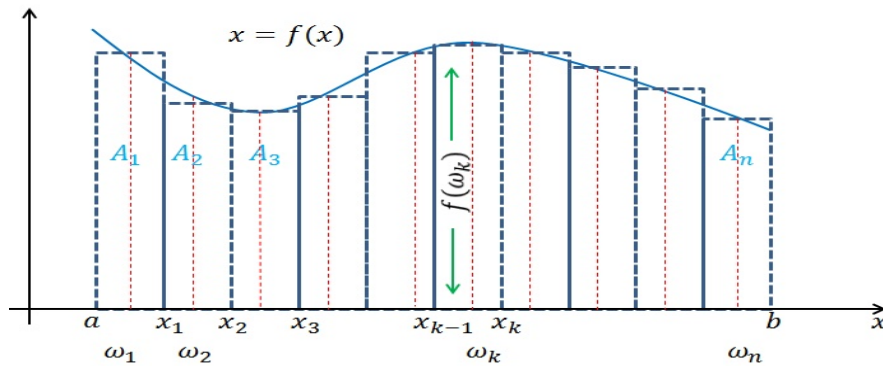 x = f(x)
A₁ A₂ A₃ Aₙ
f(ωₖ)
a x₁ x₂ x₃ xₖ₋₁ xₖ b x
ω₁ ω₂ ωₖ ωₙ